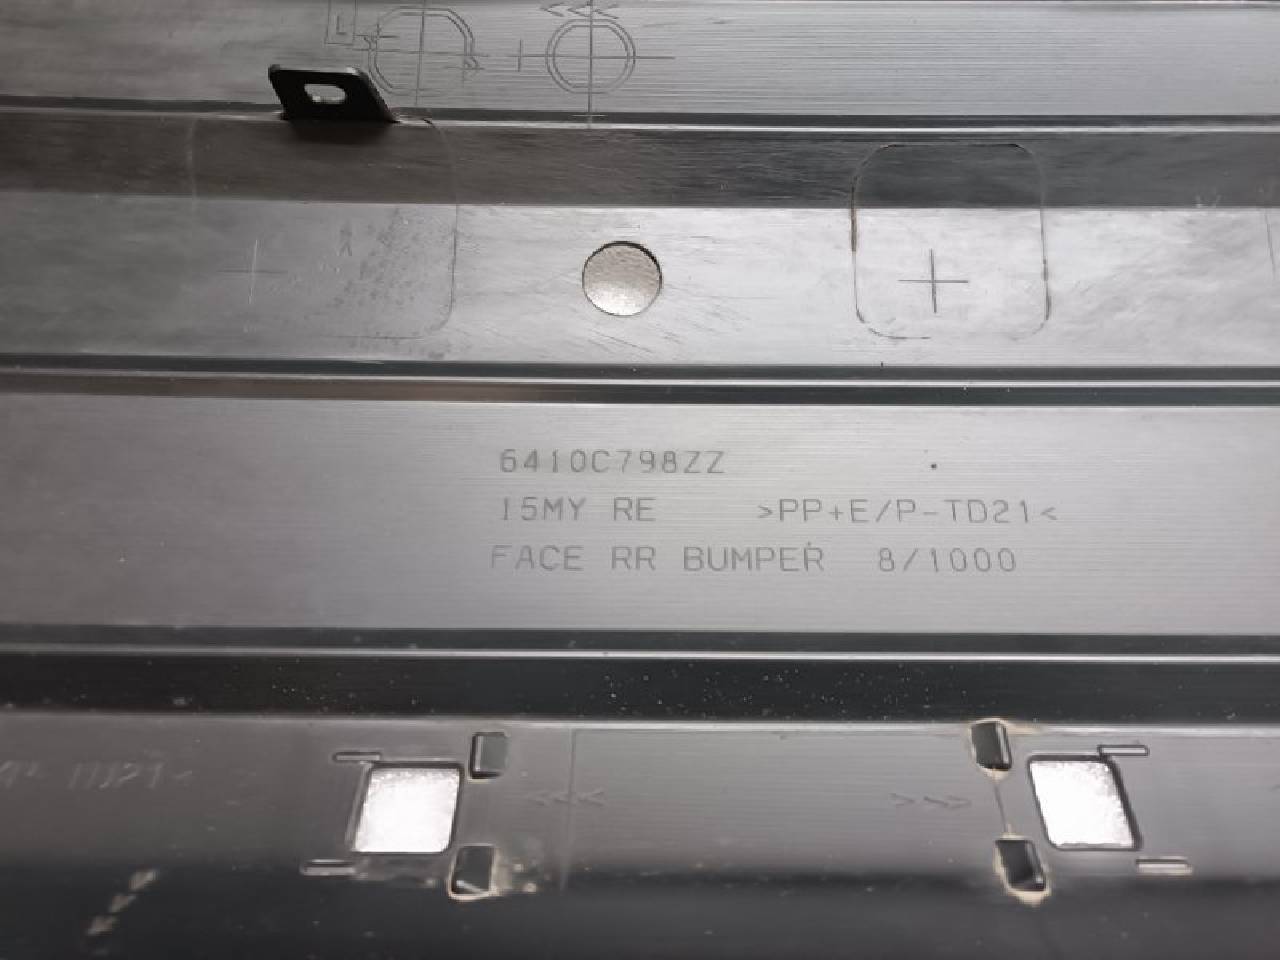 L
6410C798ZZ
15MY RE >PP+E/P-TD21<
FACE RR BUMPER 8/1000